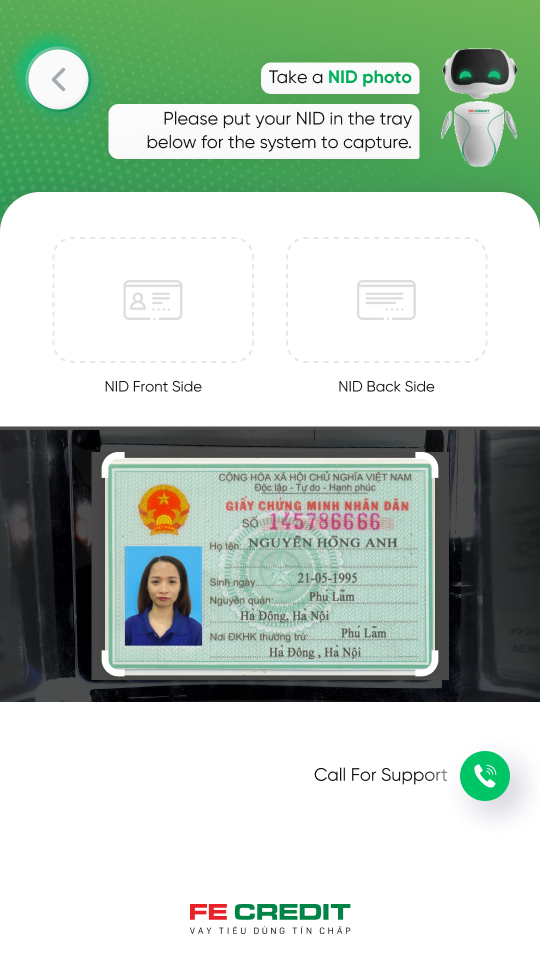 Take a NID photo
FE CREDIT
Please put your NID in the tray
below for the system to capture.
NID Front Side
NID Back Side
CỘNG HÒA XÃ HỘI CHỦ NGHĨA VIỆT NAM
Độc lập - Tự do - Hạnh phúc
GIẤY CHỨNG MINH NHÂN DÂN
SỐ 145786666
Họ tên: NGUYỄN HỒNG ANH
Sinh ngày 21-05-1995
Nguyên quán: Phú Lãm
Hà Đông, Hà Nội
Nơi ĐKHK thường trú: Phú Lãm
Hà Đông , Hà Nội
Call For Support
FE CREDIT
VAY TIÊU DÙNG TÍN CHẤP